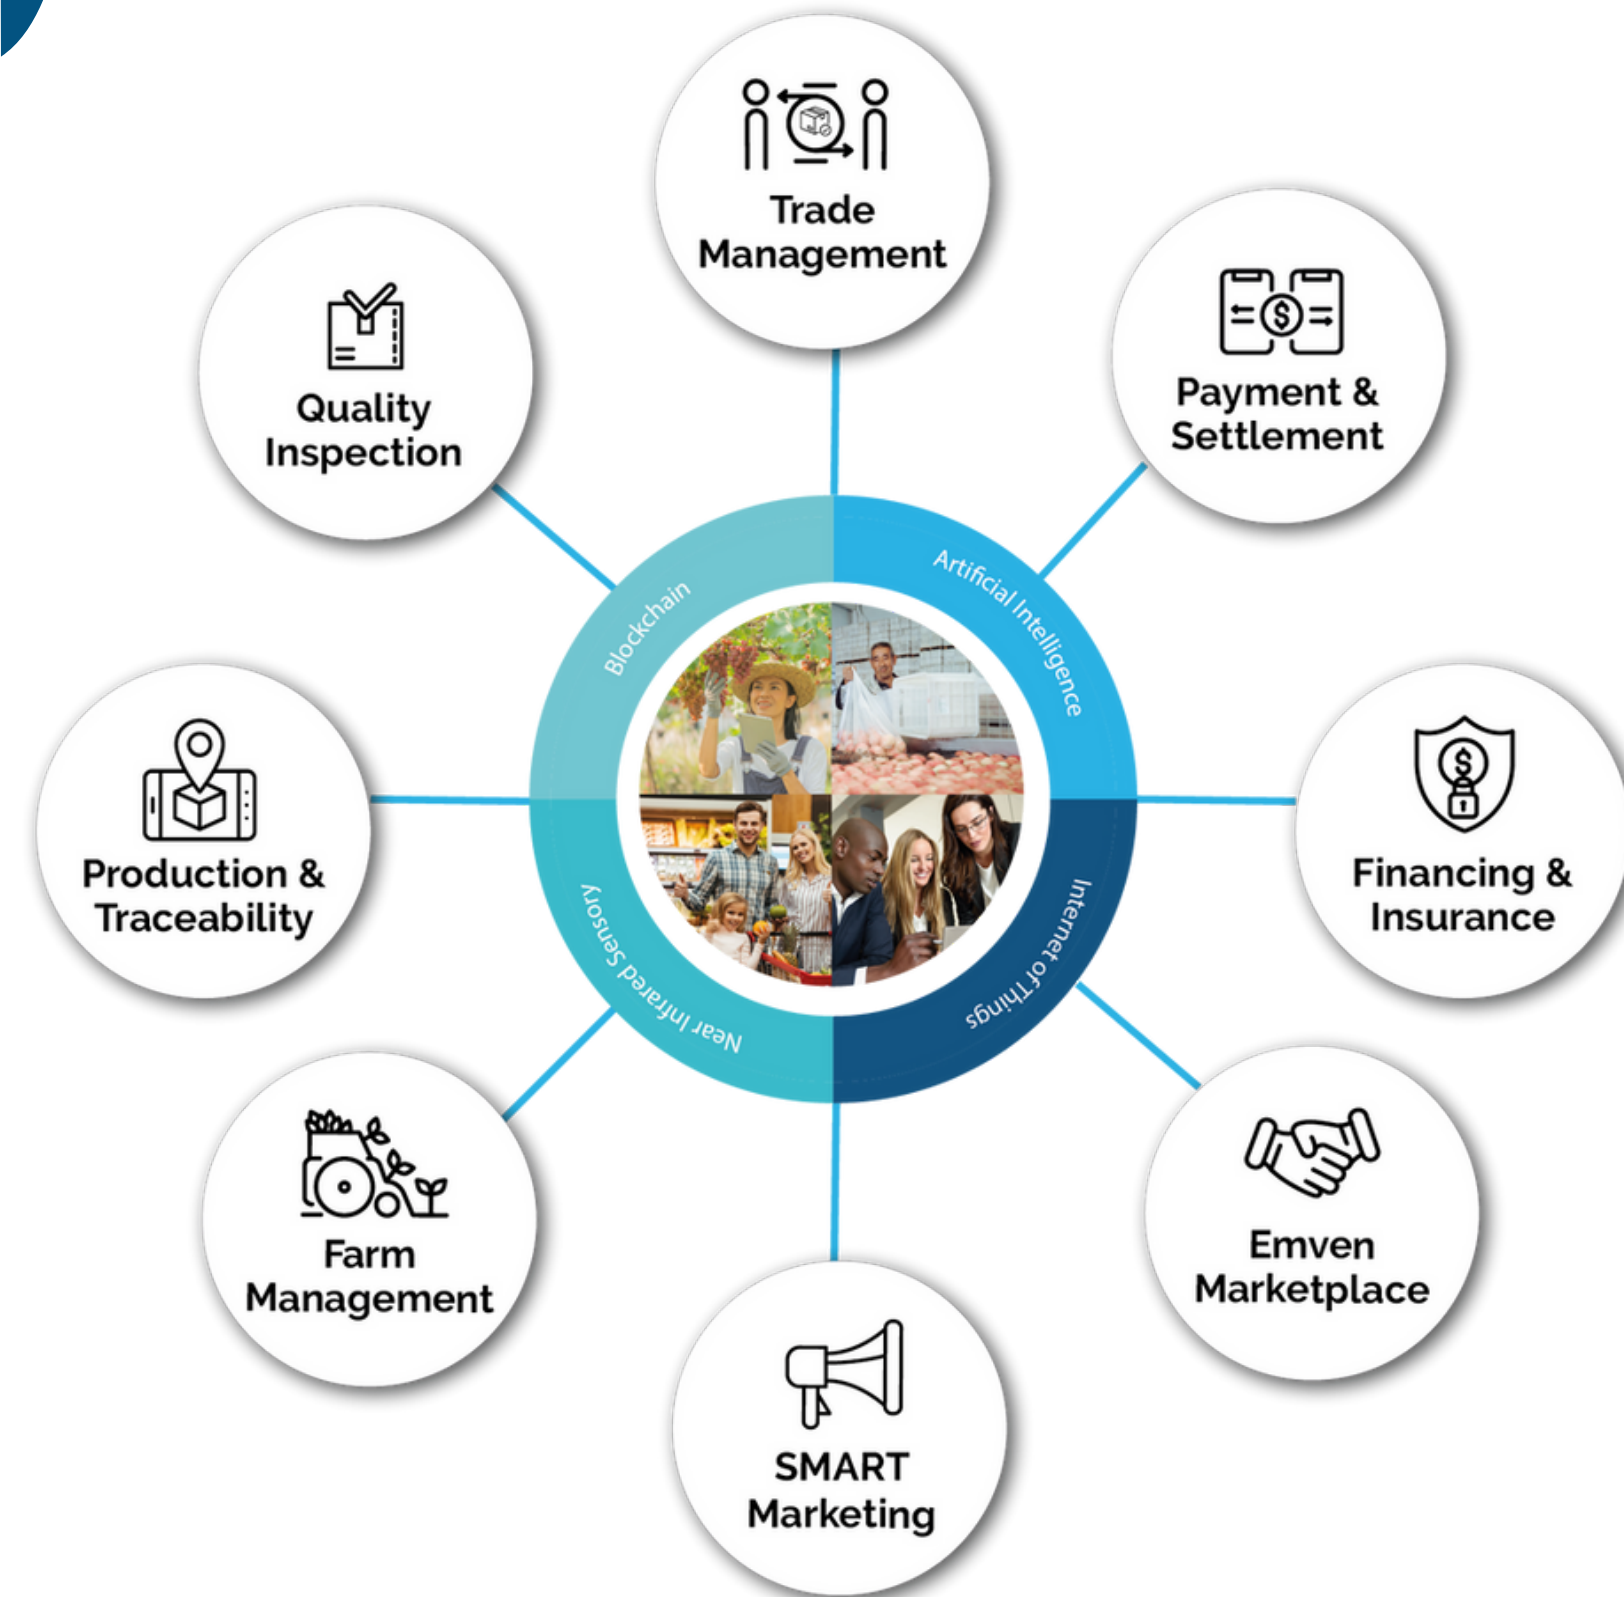 Trade
Management
Payment &
Settlement
Quality
Inspection
Blockchain
Artificial Intelligence
Production &
Traceability
Financing &
Insurance
Near Infrared Sensory
Internet of Things
Farm
Management
Emven
Marketplace
SMART
Marketing